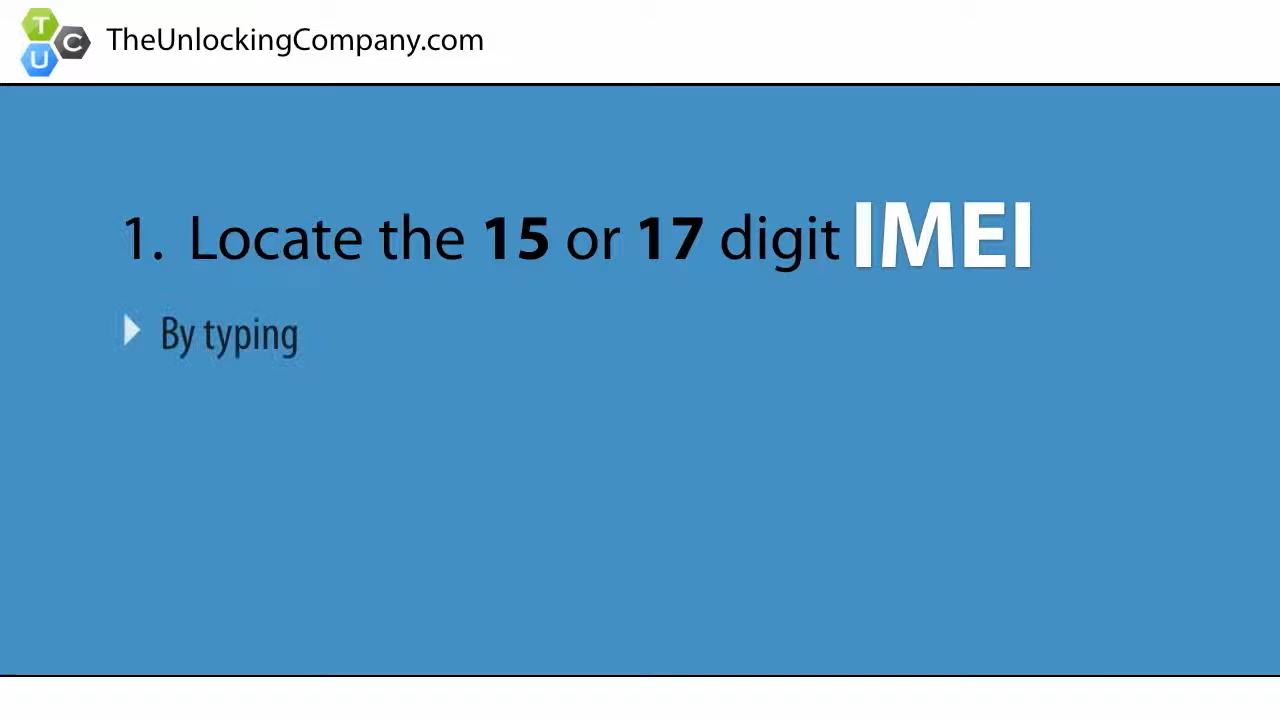 T
C
U
TheUnlockingCompany.com
1. Locate the 15 or 17 digit IMEI
By typing